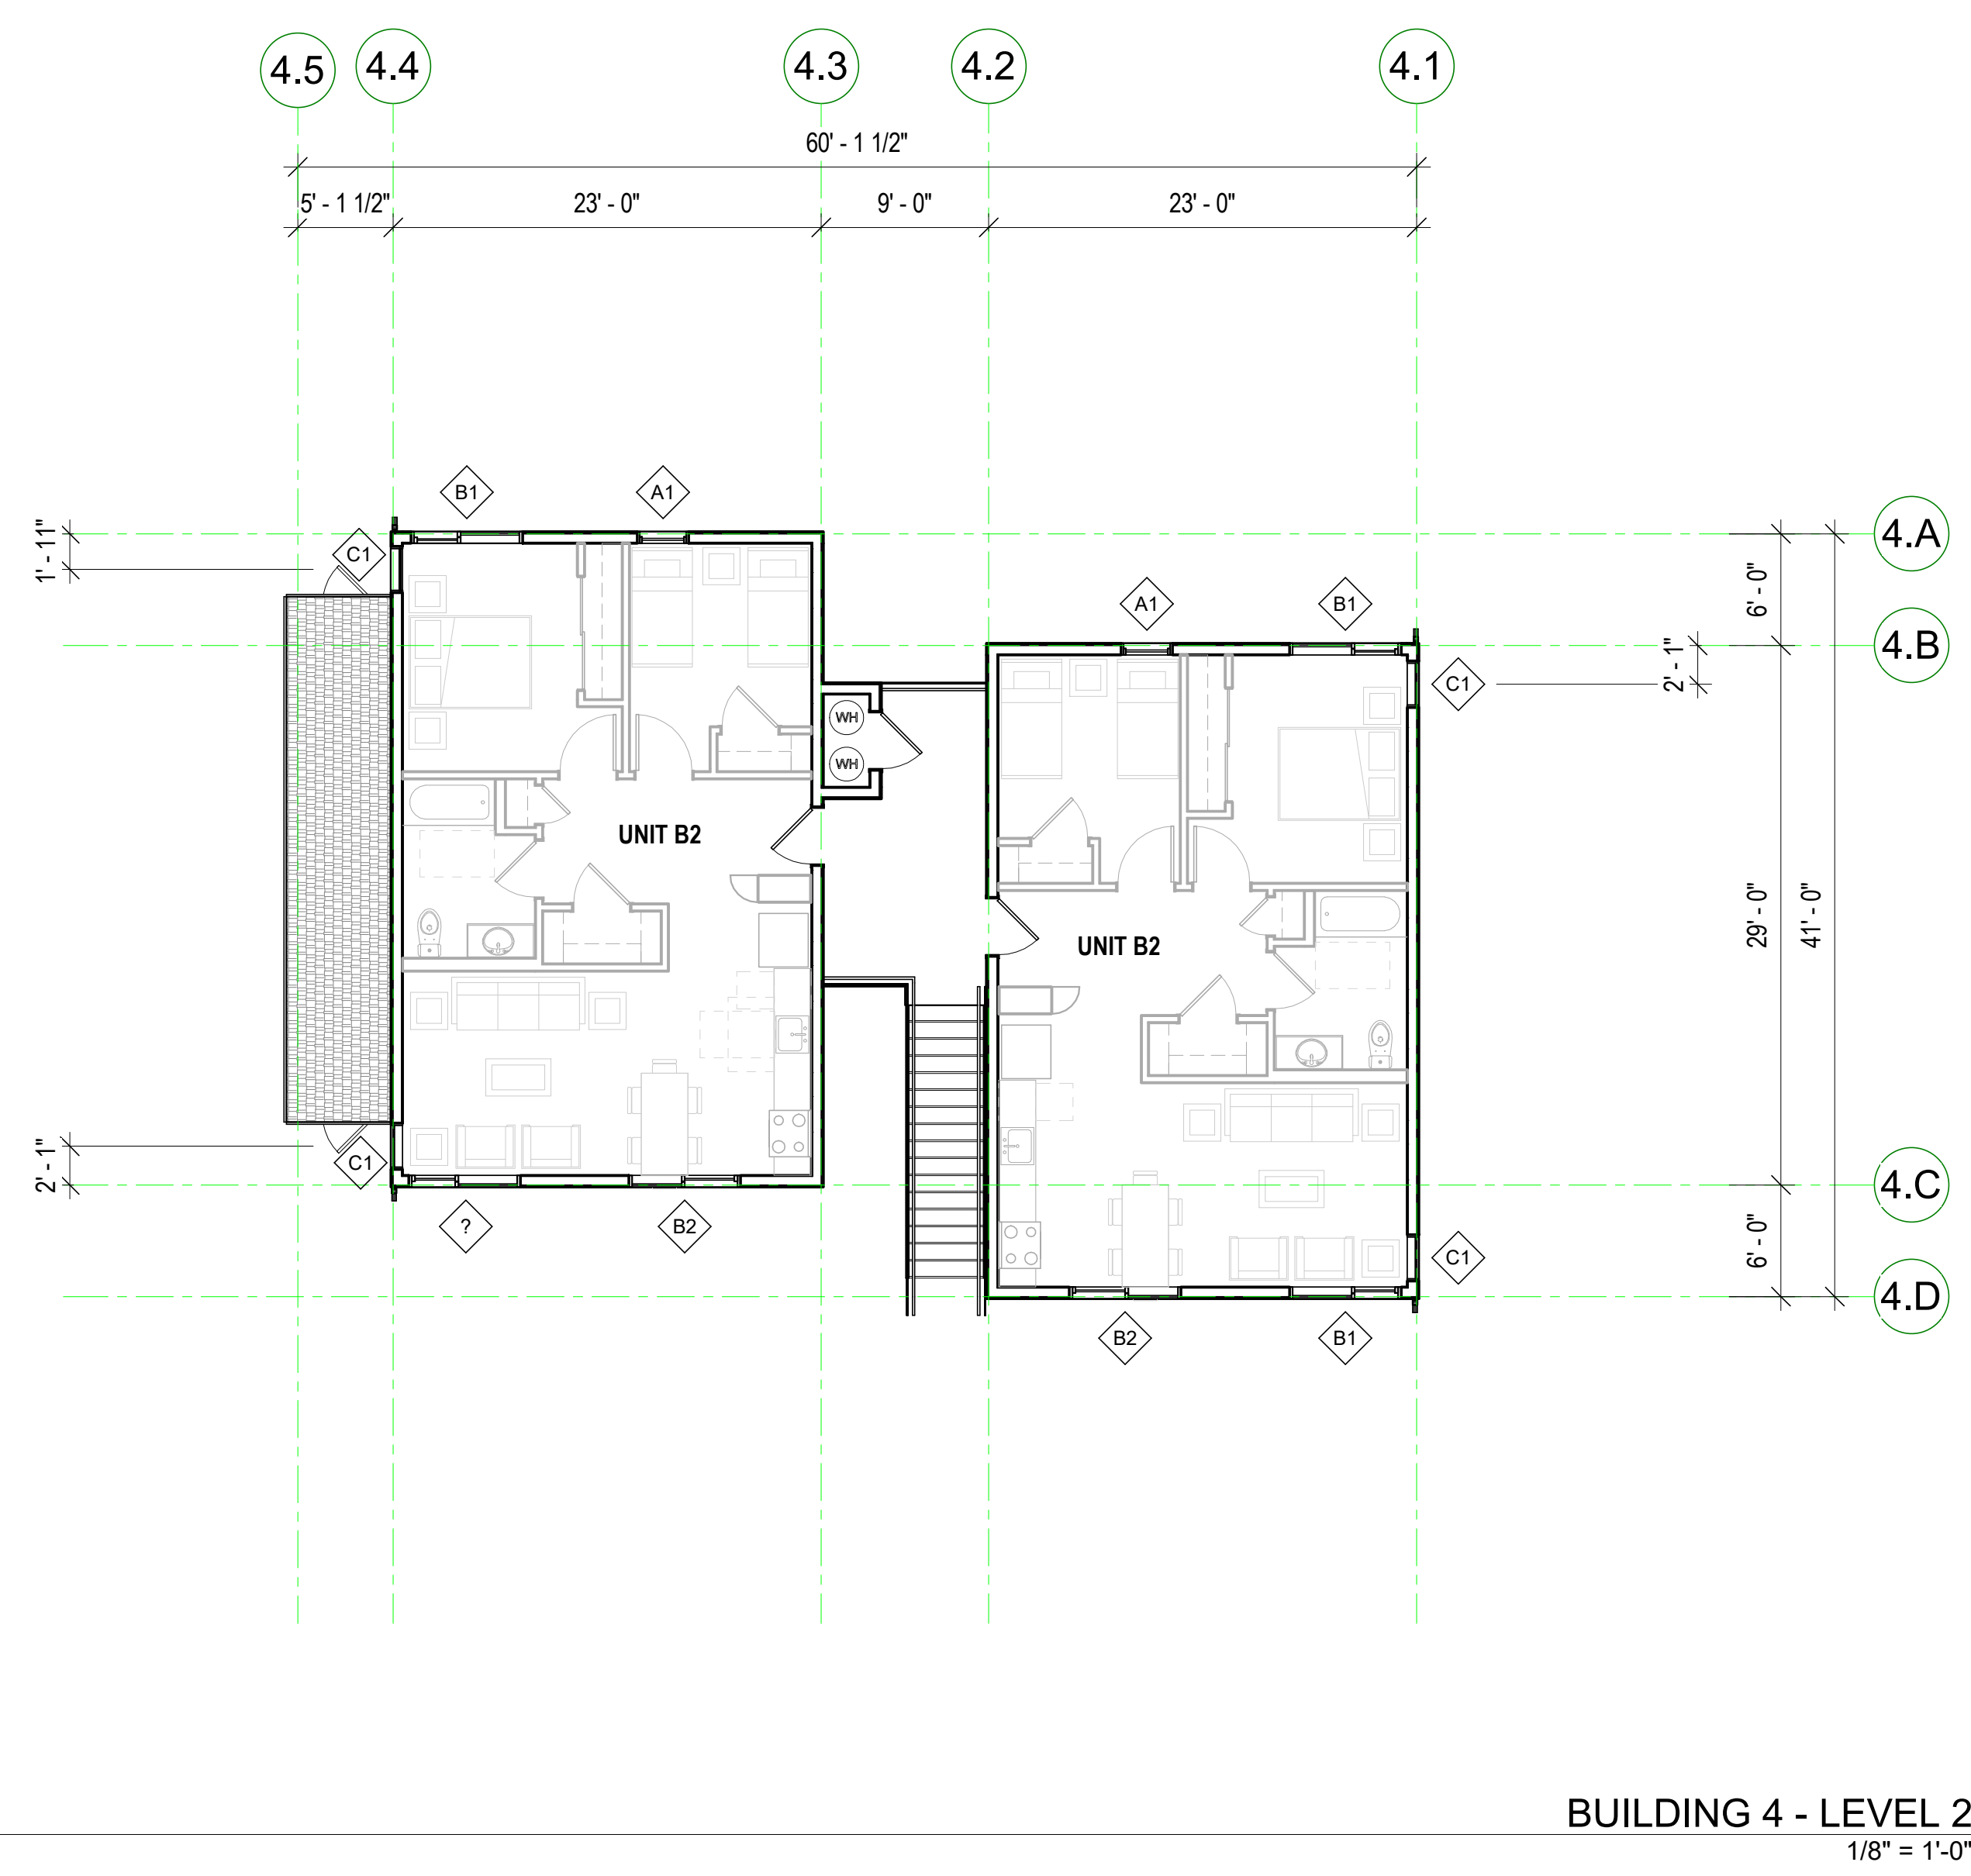 4.5 4.4 4.3 4.2 4.1
60' - 1 1/2"
5' - 1 1/2" 23' - 0" 9' - 0" 23' - 0"
B1 A1
1' - 11"
C1
4.A
A1 B1
6' - 0"
4.B
2' - 1"
C1
WH
WH
UNIT B2
29' - 0"
41' - 0"
UNIT B2
2' - 1"
C1
4.C
? B2
6' - 0"
C1
4.D
B2 B1
BUILDING 4 - LEVEL 2
1/8" = 1'-0"